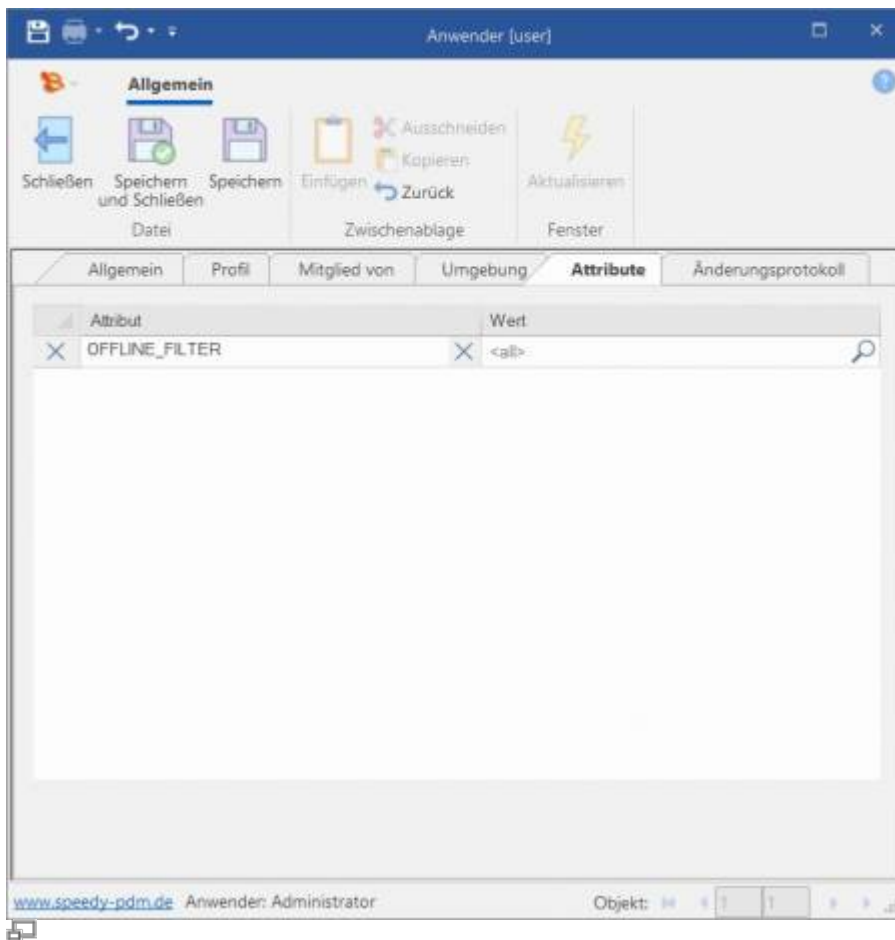 Anwender [user]
Allgemein
Schließen
Speichern und Schließen
Speichern
Einfügen
Ausschneiden
Kopieren
Zurück
Aktualisieren
Datei
Zwischenablage
Fenster
Allgemein
Profil
Mitglied von
Umgebung
Attribute
Änderungsprotokoll
Attribut
Wert
OFFLINE_FILTER
<all>
www.speedy-pdm.de Anwender: Administrator
Objekt: 1 1